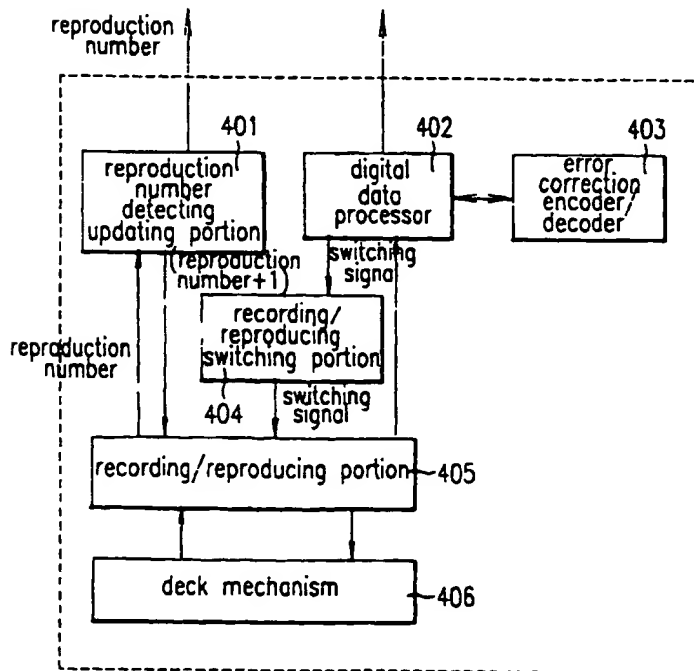 reproduction
number
401
402
403
reproduction
number
detecting
updating portion
digital
data
processor
error
correction
encoder/
decoder
(reproduction
number+1)
switching
signal
reproduction
number
recording/
reproducing
switching portion
404
switching
signal
recording/reproducing portion
405
deck mechanism
406